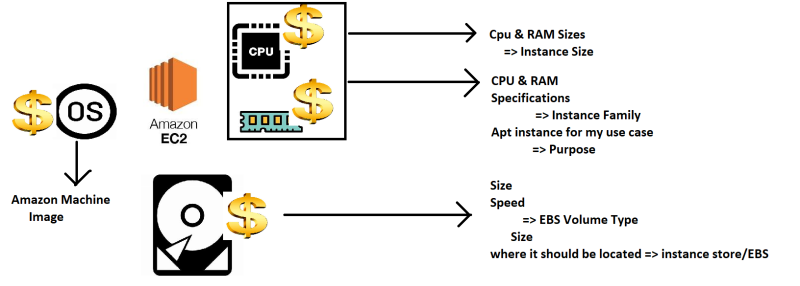 Cpu & RAM Sizes
=> Instance Size
CPU
CPU & RAM
Specifications
=> Instance Family
Apt instance for my use case
=> Purpose
$
$
$
OS
Amazon
EC2
Amazon Machine
Image
$
Size
Speed
=> EBS Volume Type
Size
where it should be located => instance store/EBS